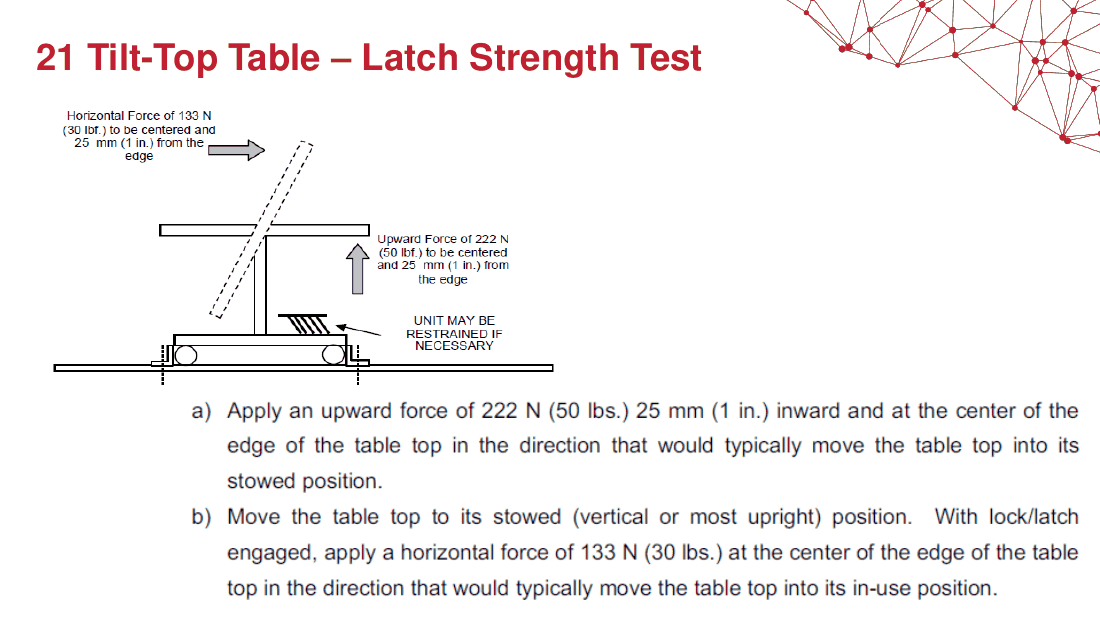 21 Tilt-Top Table – Latch Strength Test
Horizontal Force of 133 N
(30 lbf.) to be centered and
25 mm (1 in.) from the
edge
Upward Force of 222 N
(50 lbf.) to be centered
and 25 mm (1 in.) from
the edge
UNIT MAY BE
RESTRAINED IF
NECESSARY
a) Apply an upward force of 222 N (50 lbs.) 25 mm (1 in.) inward and at the center of the
edge of the table top in the direction that would typically move the table top into its
stowed position.
b) Move the table top to its stowed (vertical or most upright) position. With lock/latch
engaged, apply a horizontal force of 133 N (30 lbs.) at the center of the edge of the table
top in the direction that would typically move the table top into its in-use position.